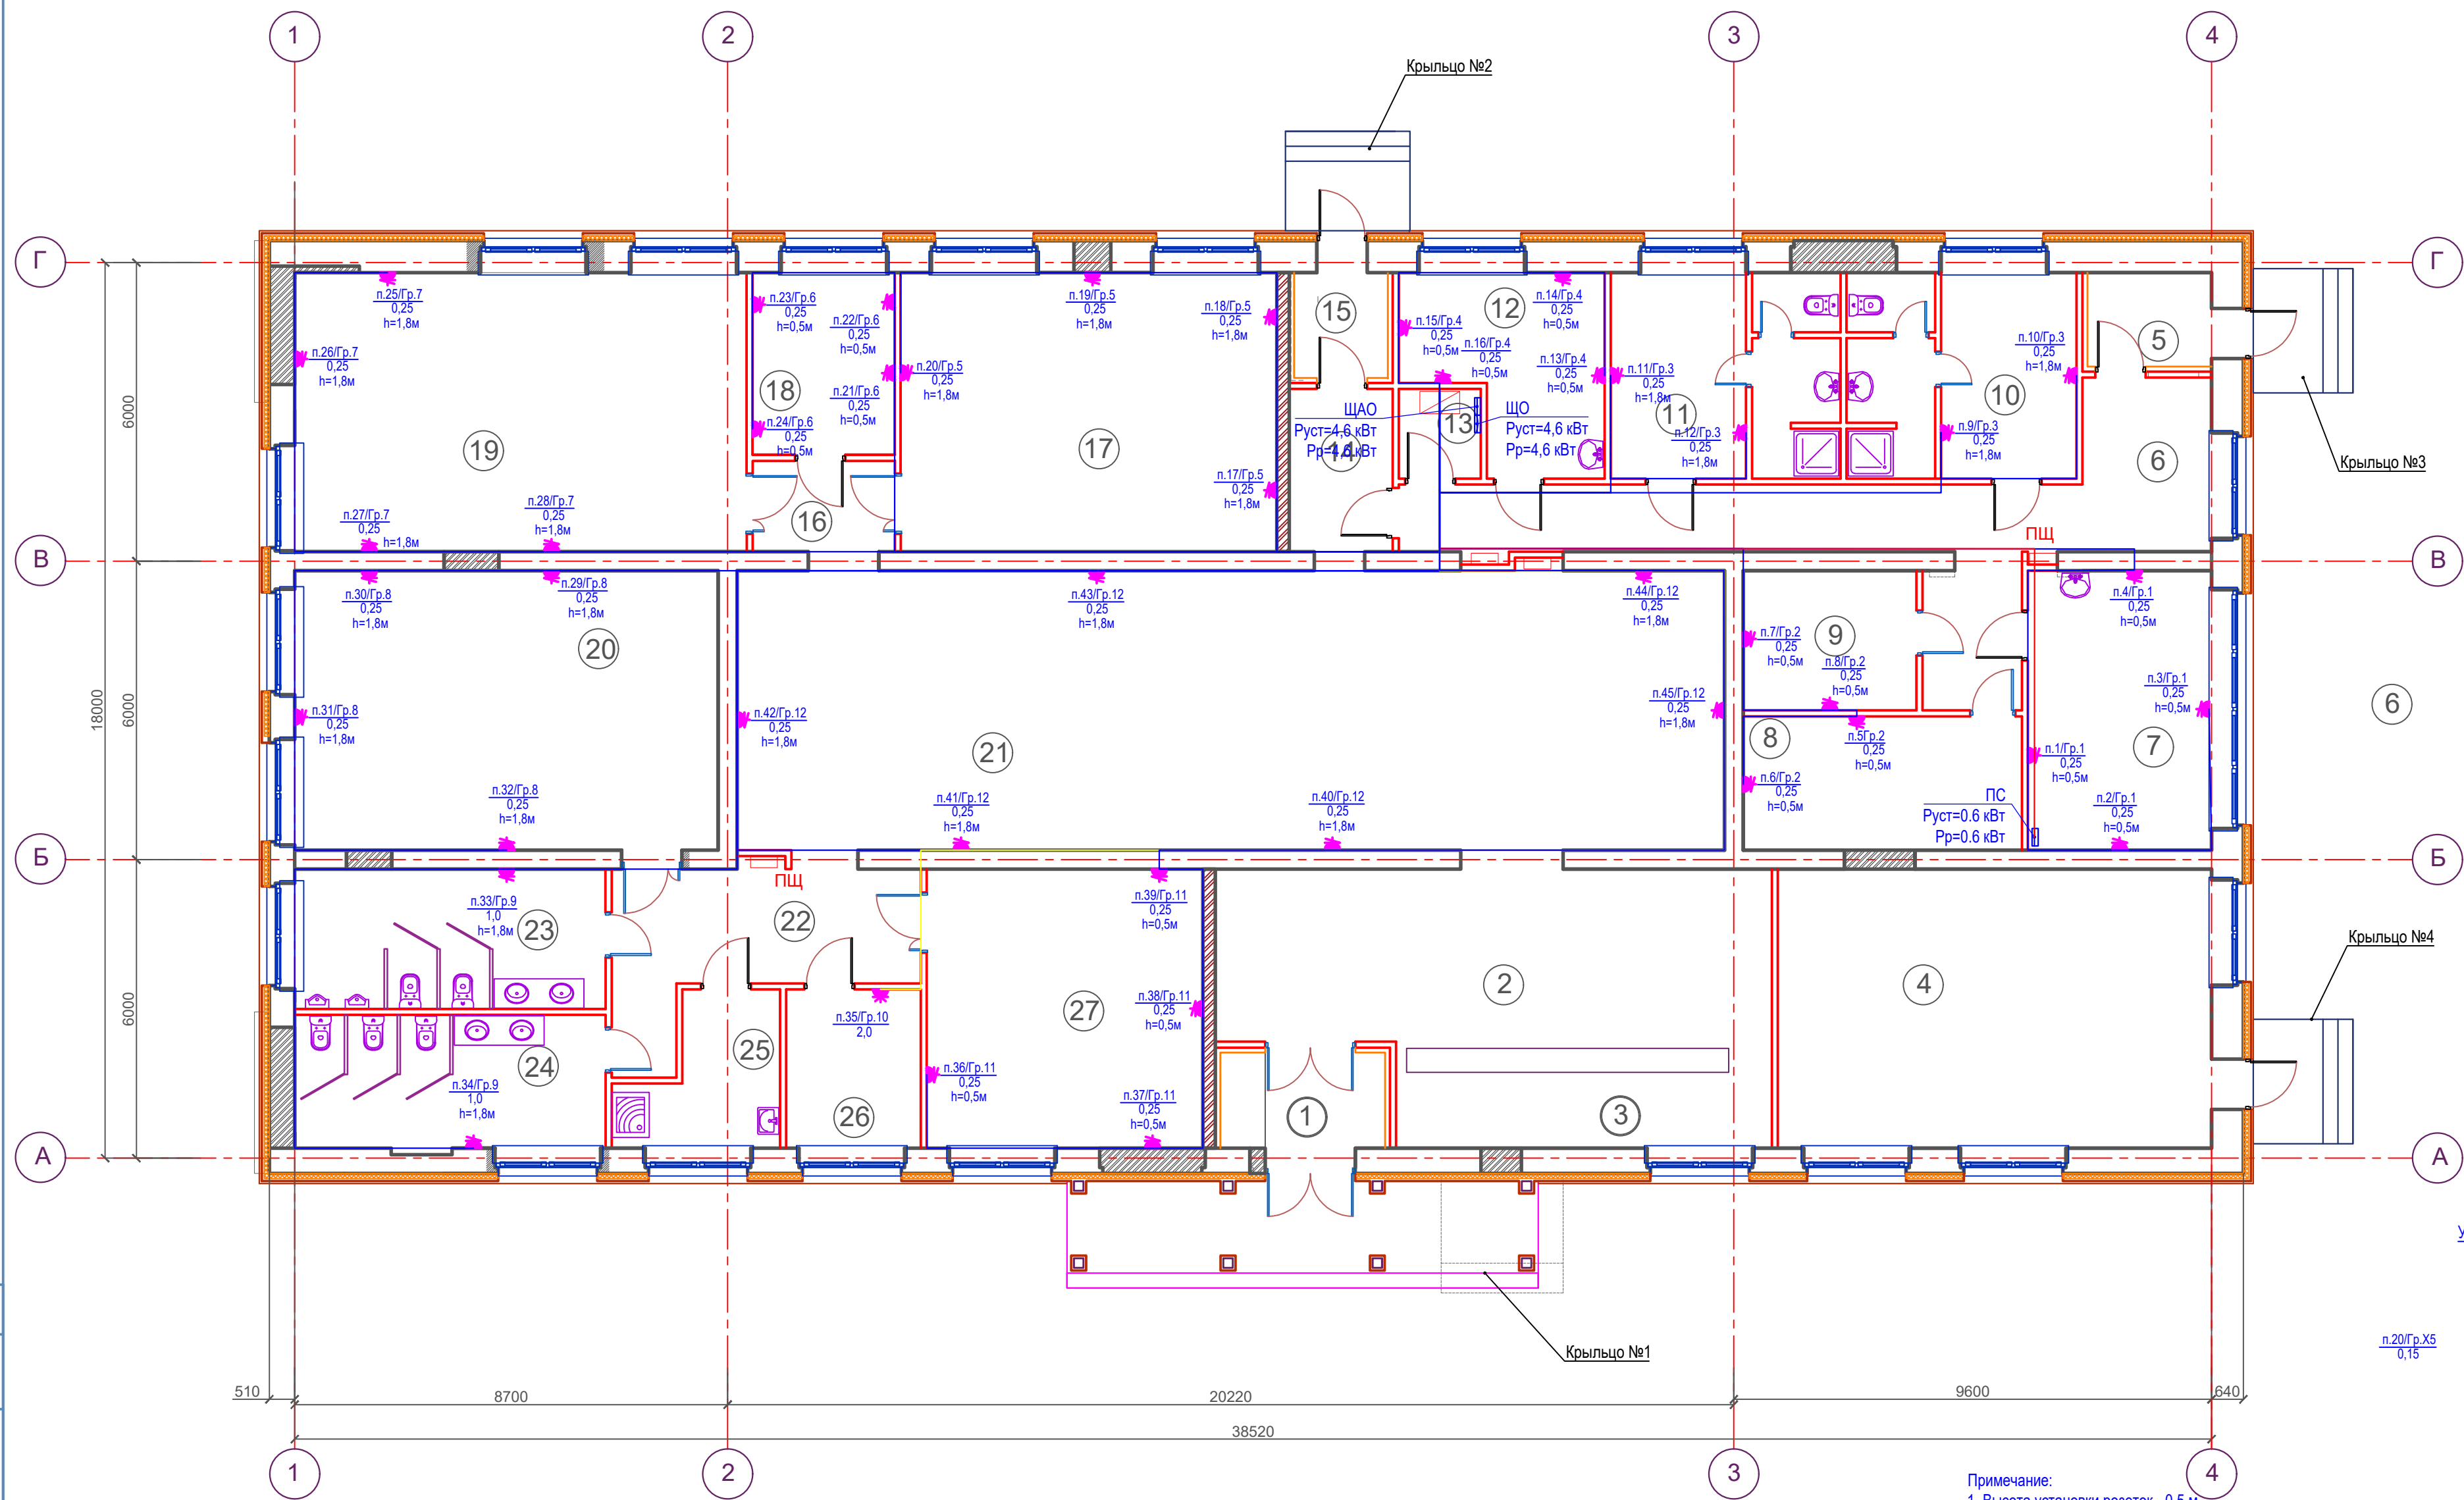 1
2
3
4
Крыльцо №2
Г
Г
п.25/Гр.7
0,25
h=1,8м
п.23/Гр.6
0,25
h=0,5м
п.22/Гр.6
0,25
h=0,5м
п.19/Гр.5
0,25
h=1,8м
п.18/Гр.5
0,25
h=1,8м
15
12
п.14/Гр.4
0,25
h=0,5м
п.15/Гр.4
0,25
h=0,5м
п.16/Гр.4
0,25
h=0,5м
п.13/Гр.4
0,25
h=0,5м
п.10/Гр.3
0,25
h=1,8м
5
п.26/Гр.7
0,25
h=1,8м
18
п.21/Гр.6
0,25
h=0,5м
п.20/Гр.5
0,25
h=1,8м
п.11/Гр.3
0,25
h=1,8м
11
10
п.24/Гр.6
0,25
h=0,5м
ЩАО
Руст=4,6 кВт
Рр=4,6 кВт
14
13
ЩО
Руст=4,6 кВт
Рр=4,6 кВт
п.12/Гр.3
0,25
h=1,8м
п.9/Гр.3
0,25
h=1,8м
6
Крыльцо №3
19
17
п.17/Гр.5
0,25
h=1,8м
п.27/Гр.7
0,25
h=1,8м
п.28/Гр.7
0,25
h=1,8м
16
ПЩ
В
В
п.30/Гр.8
0,25
h=1,8м
п.29/Гр.8
0,25
h=1,8м
п.43/Гр.12
0,25
h=1,8м
п.44/Гр.12
0,25
h=1,8м
п.4/Гр.1
0,25
h=0,5м
20
п.7/Гр.2
0,25
h=0,5м
9
п.8/Гр.2
0,25
h=0,5м
п.31/Гр.8
0,25
h=1,8м
п.42/Гр.12
0,25
h=1,8м
21
п.45/Гр.12
0,25
h=1,8м
8
п.5Гр.2
0,25
h=0,5м
п.3/Гр.1
0,25
h=0,5м
6
п.1/Гр.1
0,25
h=0,5м
7
п.6/Гр.2
0,25
h=0,5м
п.32/Гр.8
0,25
h=1,8м
п.41/Гр.12
0,25
h=1,8м
п.40/Гр.12
0,25
h=1,8м
ПС
Руст=0.6 кВт
Рр=0.6 кВт
п.2/Гр.1
0,25
h=0,5м
Б
Б
ПЩ
п.33/Гр.9
1,0
h=1,8м
23
22
п.39/Гр.11
0,25
h=0,5м
Крыльцо №4
2
4
п.35/Гр.10
2,0
27
п.38/Гр.11
0,25
h=0,5м
25
24
п.34/Гр.9
1,0
h=1,8м
26
п.36/Гр.11
0,25
h=0,5м
п.37/Гр.11
0,25
h=0,5м
1
3
А
А
6000
6000
6000
18000
Крыльцо №1
п.20/Гр.Х5
0,15
510
8700
20220
9600
640
38520
1
2
3
4
Примечание:
1. Высота установки розеток - 0,5 м